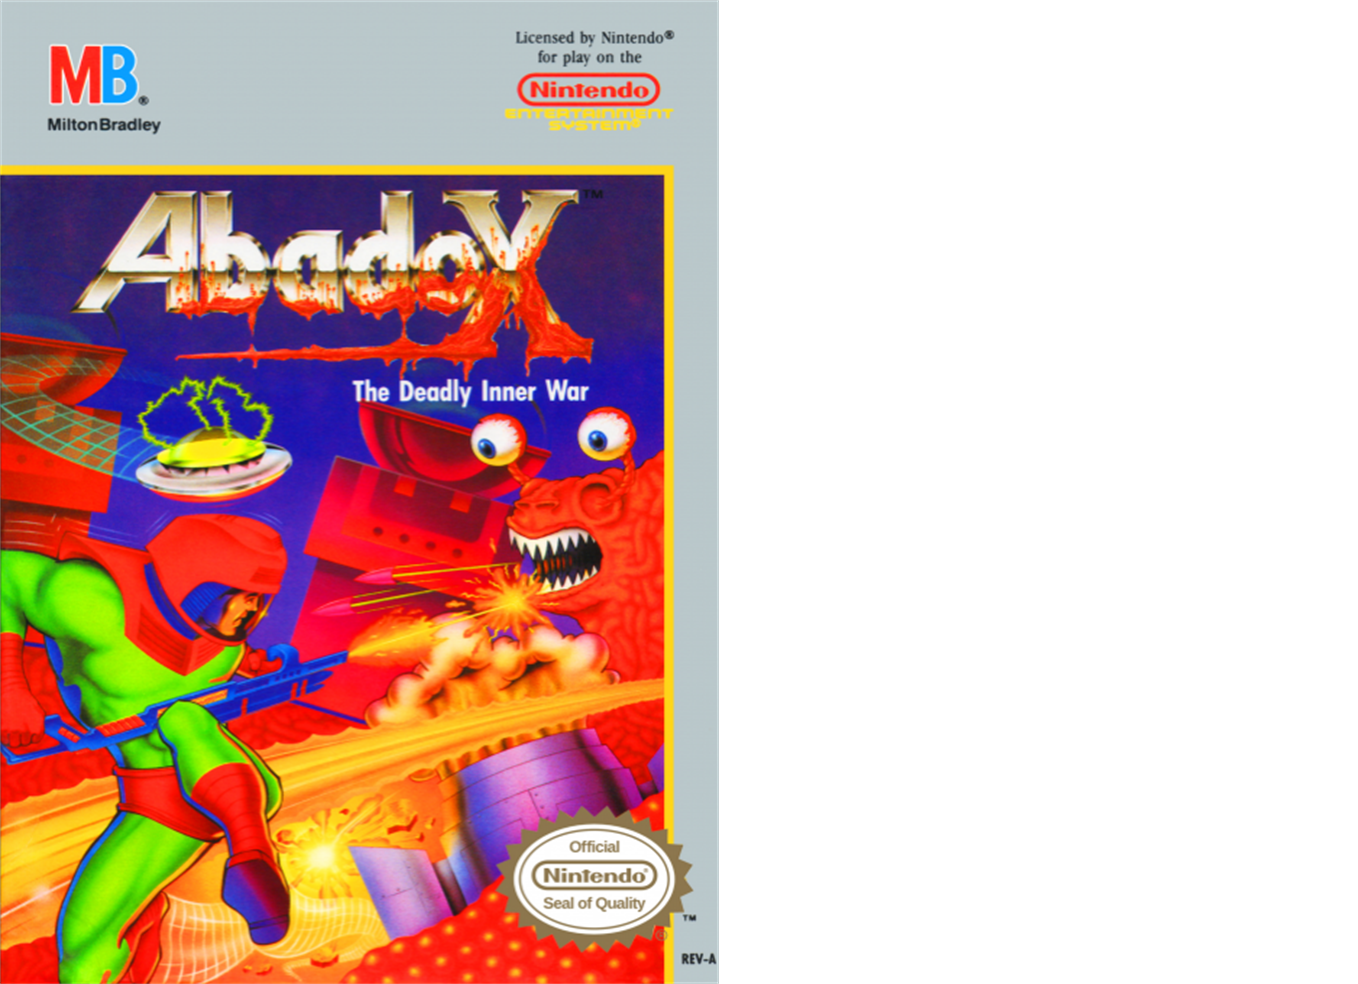 MB®
Milton Bradley
Licensed by Nintendo®
for play on the
Nintendo
ENTERTAINMENT
SYSTEM®
AbadoX™
The Deadly Inner War
Official
Nintendo®
Seal of Quality
™
REV-A